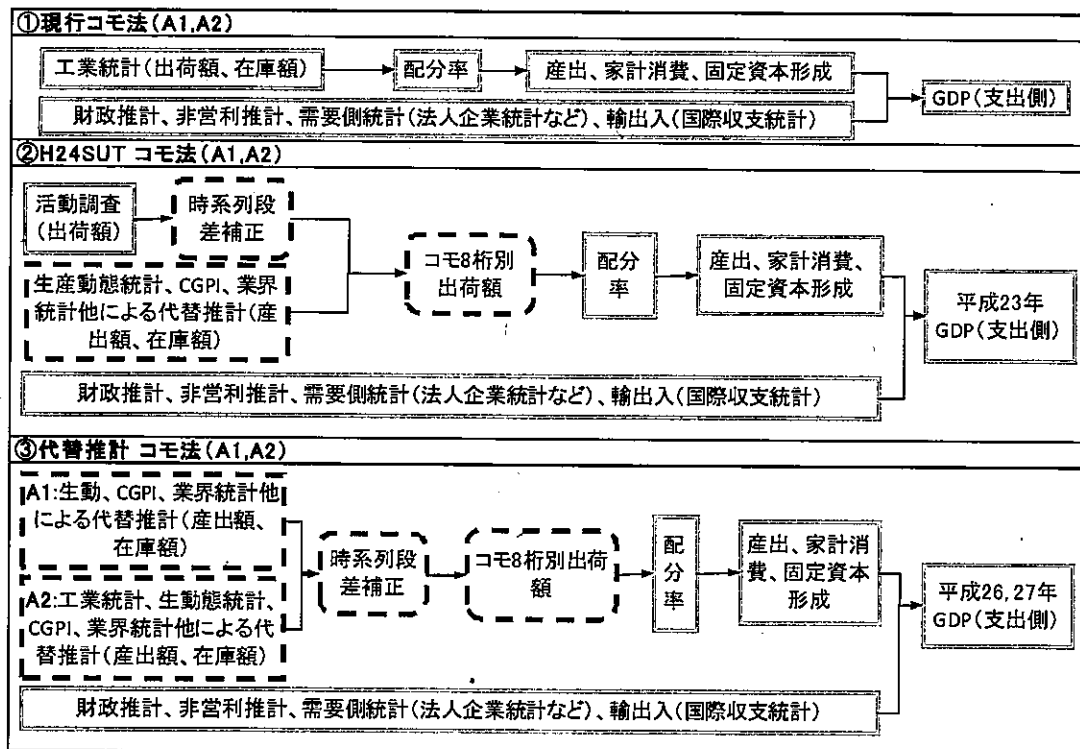 ①現行コモ法(A1,A2)
工業統計(出荷額、在庫額)
配分率
産出、家計消費、固定資本形成
GDP(支出側)
財政推計、非営利推計、需要側統計(法人企業統計など)、輸出入(国際収支統計)
②H24SUT コモ法(A1,A2)
活動調査
(出荷額)
時系列段
差補正
生産動態統計、CGPI、業界
統計他による代替推計(産
出額、在庫額)
コモ8桁別
出荷額
配分
率
産出、家計消費、
固定資本形成
平成23年
GDP(支出側)
財政推計、非営利推計、需要側統計(法人企業統計など)、輸出入(国際収支統計)
③代替推計 コモ法(A1,A2)
A1:生動、CGPI、業界統計他
による代替推計(産出額、
在庫額)
A2:工業統計、生動態統計、
CGPI、業界統計他による代
替推計(産出額、在庫額)
時系列段
差補正
コモ8桁別出荷
額
配
分
率
産出、家計消
費、固定資本
形成
平成26,27年
GDP(支出側)
財政推計、非営利推計、需要側統計(法人企業統計など)、輸出入(国際収支統計)